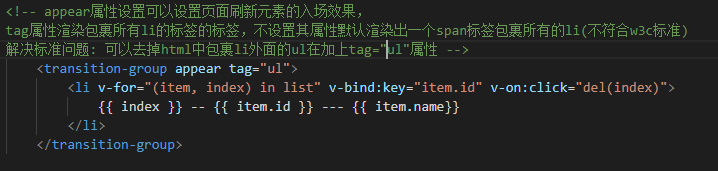 <!-- appear属性设置可以设置页面刷新元素的入场效果,
tag属性渲染包裹所有li的标签的标签，不设置其属性默认渲染出一个span标签包裹所有的li(不符合w3c标准)
解决标准问题: 可以去掉html中包裹li外面的ul在加上tag="ul"属性 -->
<transition-group appear tag="ul">
<li v-for="(item, index) in list" v-bind:key="item.id" v-on:click="del(index)">
{{ index }} -- {{ item.id }} --- {{ item.name}}
</li>
</transition-group>